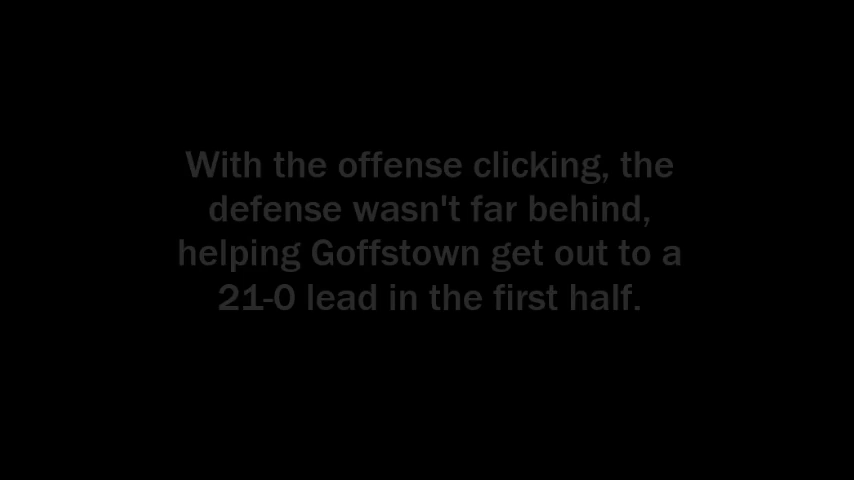 With the offense clicking, the
defense wasn't far behind,
helping Goffstown get out to a
21-0 lead in the first half.